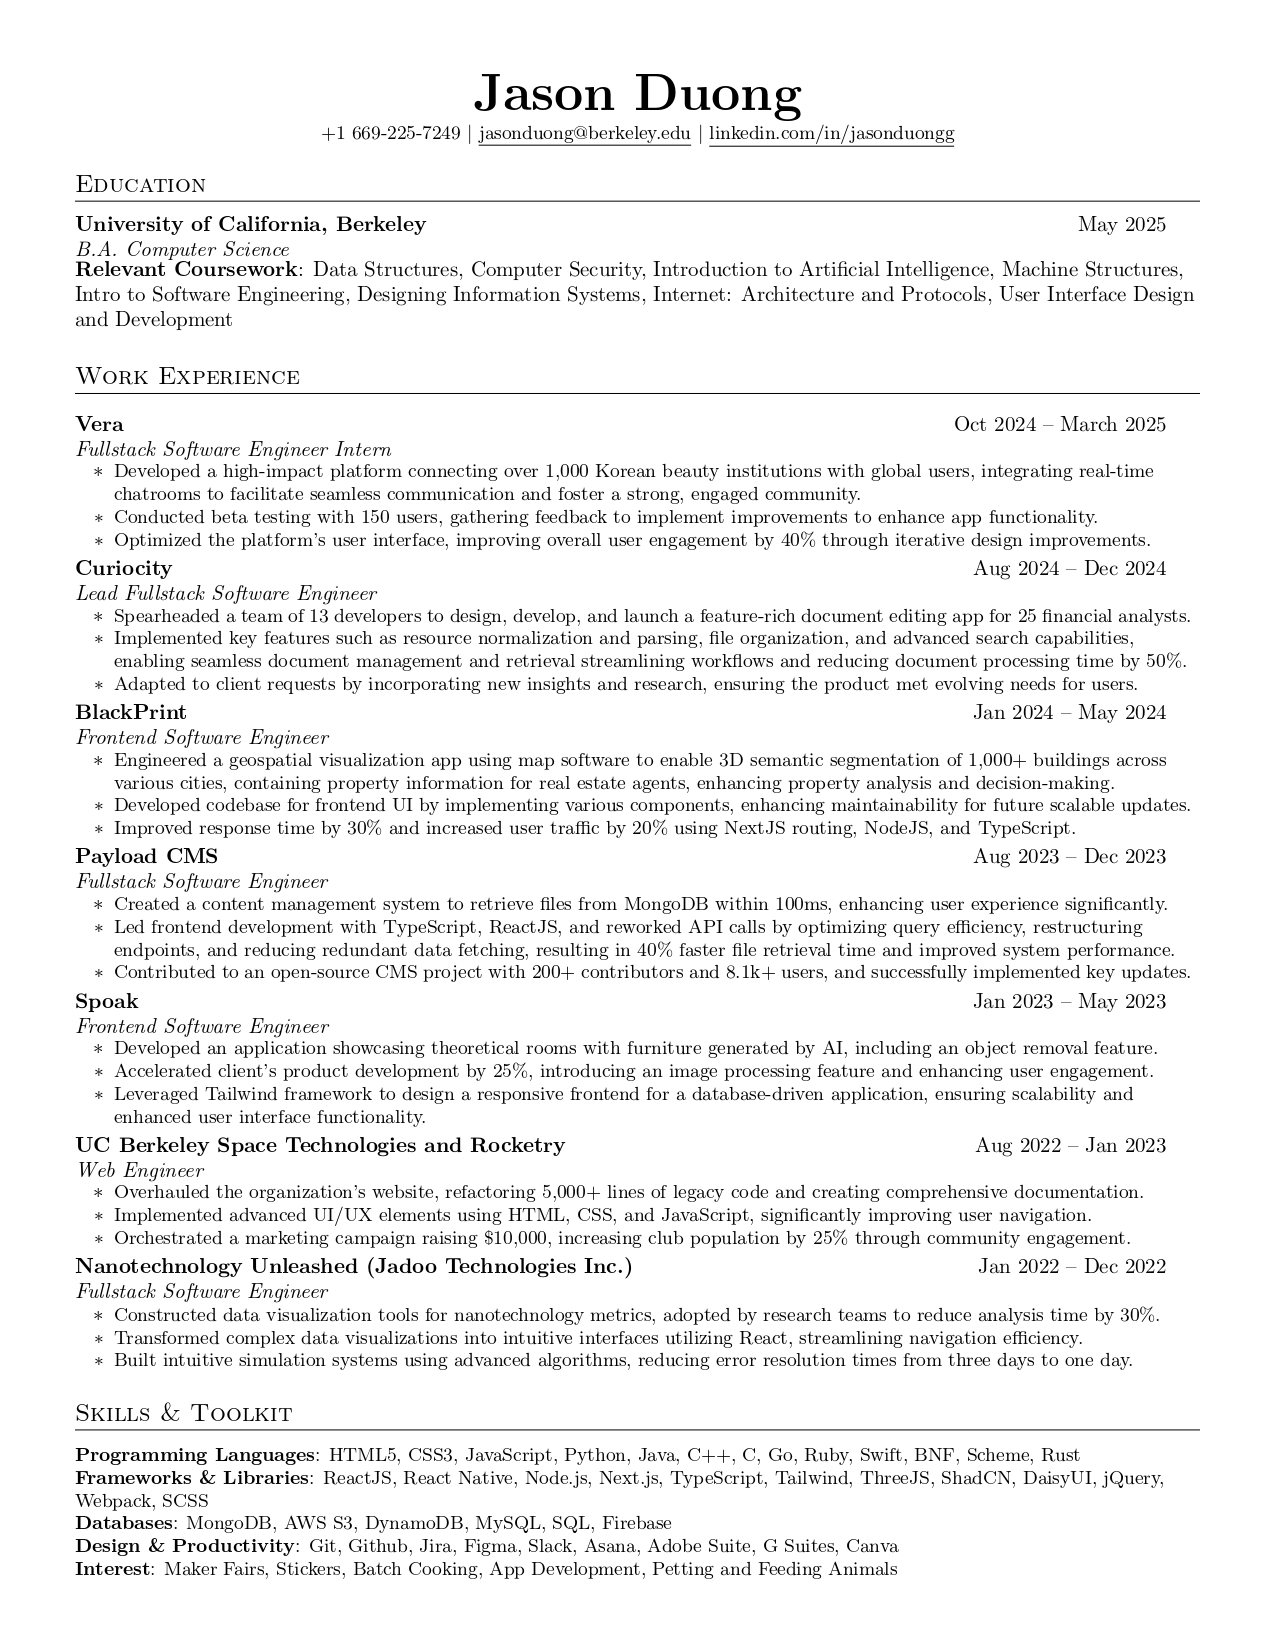 Jason Duong
+1 669-225-7249 | jasonduong@berkeley.edu | linkedin.com/in/jasonduongg
Education
University of California, Berkeley May 2025
B.A. Computer Science
Relevant Coursework: Data Structures, Computer Security, Introduction to Artificial Intelligence, Machine Structures,
Intro to Software Engineering, Designing Information Systems, Internet: Architecture and Protocols, User Interface Design
and Development
Work Experience
Vera Oct 2024 – March 2025
Fullstack Software Engineer Intern
* Developed a high-impact platform connecting over 1,000 Korean beauty institutions with global users, integrating real-time
chatrooms to facilitate seamless communication and foster a strong, engaged community.
* Conducted beta testing with 150 users, gathering feedback to implement improvements to enhance app functionality.
* Optimized the platform's user interface, improving overall user engagement by 40% through iterative design improvements.
Curiocity Aug 2024 – Dec 2024
Lead Fullstack Software Engineer
* Spearheaded a team of 13 developers to design, develop, and launch a feature-rich document editing app for 25 financial analysts.
* Implemented key features such as resource normalization and parsing, file organization, and advanced search capabilities,
enabling seamless document management and retrieval streamlining workflows and reducing document processing time by 50%.
* Adapted to client requests by incorporating new insights and research, ensuring the product met evolving needs for users.
BlackPrint Jan 2024 – May 2024
Frontend Software Engineer
* Engineered a geospatial visualization app using map software to enable 3D semantic segmentation of 1,000+ buildings across
various cities, containing property information for real estate agents, enhancing property analysis and decision-making.
* Developed codebase for frontend UI by implementing various components, enhancing maintainability for future scalable updates.
* Improved response time by 30% and increased user traffic by 20% using NextJS routing, NodeJS, and TypeScript.
Payload CMS Aug 2023 – Dec 2023
Fullstack Software Engineer
* Created a content management system to retrieve files from MongoDB within 100ms, enhancing user experience significantly.
* Led frontend development with TypeScript, ReactJS, and reworked API calls by optimizing query efficiency, restructuring
endpoints, and reducing redundant data fetching, resulting in 40% faster file retrieval time and improved system performance.
* Contributed to an open-source CMS project with 200+ contributors and 8.1k+ users, and successfully implemented key updates.
Spoak Jan 2023 – May 2023
Frontend Software Engineer
* Developed an application showcasing theoretical rooms with furniture generated by AI, including an object removal feature.
* Accelerated client's product development by 25%, introducing an image processing feature and enhancing user engagement.
* Leveraged Tailwind framework to design a responsive frontend for a database-driven application, ensuring scalability and
enhanced user interface functionality.
UC Berkeley Space Technologies and Rocketry Aug 2022 – Jan 2023
Web Engineer
* Overhauled the organization's website, refactoring 5,000+ lines of legacy code and creating comprehensive documentation.
* Implemented advanced UI/UX elements using HTML, CSS, and JavaScript, significantly improving user navigation.
* Orchestrated a marketing campaign raising $10,000, increasing club population by 25% through community engagement.
Nanotechnology Unleashed (Jadoo Technologies Inc.) Jan 2022 – Dec 2022
Fullstack Software Engineer
* Constructed data visualization tools for nanotechnology metrics, adopted by research teams to reduce analysis time by 30%.
* Transformed complex data visualizations into intuitive interfaces utilizing React, streamlining navigation efficiency.
* Built intuitive simulation systems using advanced algorithms, reducing error resolution times from three days to one day.
Skills & Toolkit
Programming Languages: HTML5, CSS3, JavaScript, Python, Java, C++, C, Go, Ruby, Swift, BNF, Scheme, Rust
Frameworks & Libraries: ReactJS, React Native, Node.js, Next.js, TypeScript, Tailwind, ThreeJS, ShadCN, DaisyUI, jQuery,
Webpack, SCSS
Databases: MongoDB, AWS S3, DynamoDB, MySQL, SQL, Firebase
Design & Productivity: Git, Github, Jira, Figma, Slack, Asana, Adobe Suite, G Suites, Canva
Interest: Maker Fairs, Stickers, Batch Cooking, App Development, Petting and Feeding Animals